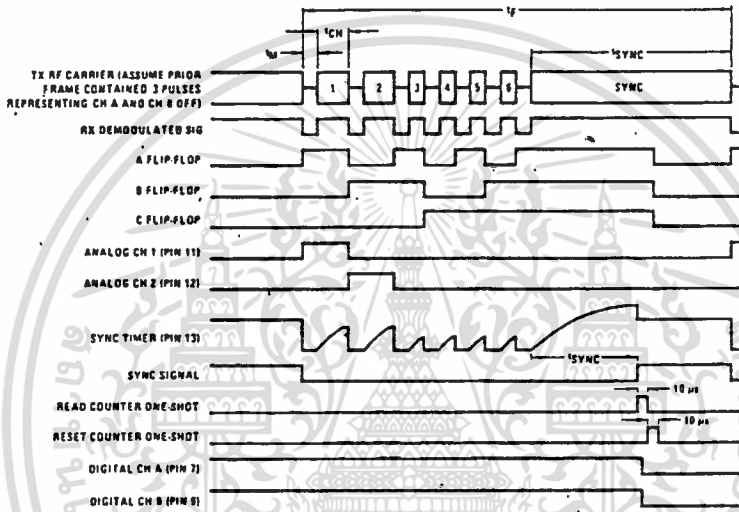 tF
tCH
tM
tSYNC
TX RF CARRIER (ASSUME PRIOR
FRAME CONTAINED 3 PULSES
REPRESENTING CH A AND CH B OFF)
1 2 3 4 5 6 SYNC
RX DEMODULATED SIG
A FLIP-FLOP
B FLIP-FLOP
C FLIP-FLOP
ANALOG CH 1 (PIN 11)
ANALOG CH 2 (PIN 12)
SYNC TIMER (PIN 13)
tSYNC
SYNC SIGNAL
10 μs
READ COUNTER ONE-SHOT
10 μs
RESET COUNTER ONE-SHOT
DIGITAL CH A (PIN 7)
DIGITAL CH B (PIN 9)